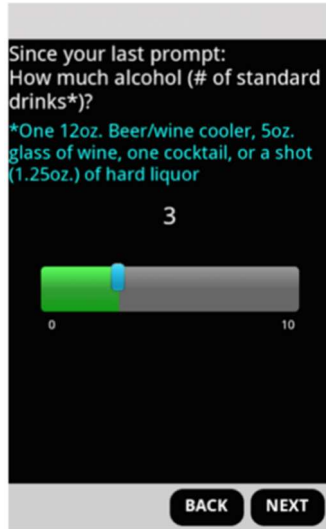 Since your last prompt:
How much alcohol (# of standard
drinks*)?
*One 12oz. Beer/wine cooler, 5oz.
glass of wine, one cocktail, or a shot
(1.25oz.) of hard liquor
3
0 10
BACK NEXT